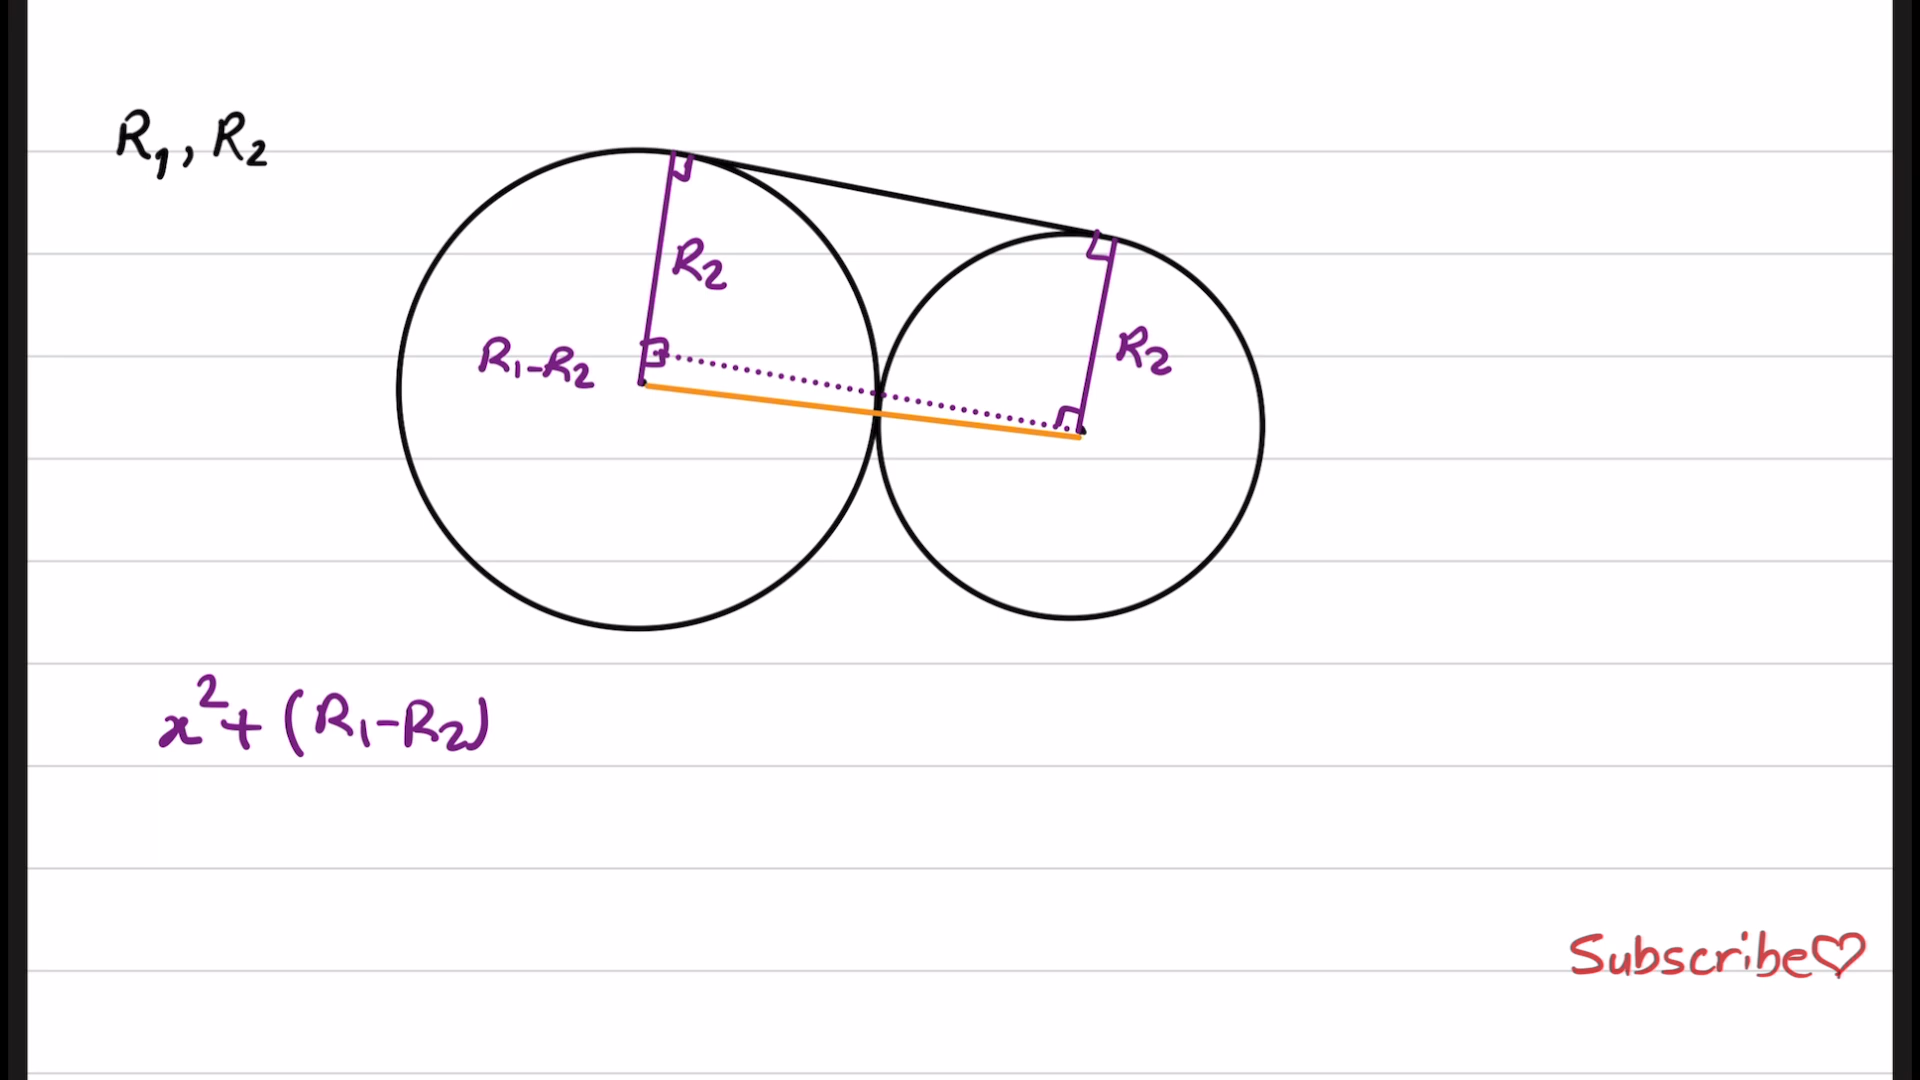 R₁, R₂
R₂
R₁-R₂
R₂
x² + (R₁-R₂)
Subscribe♡